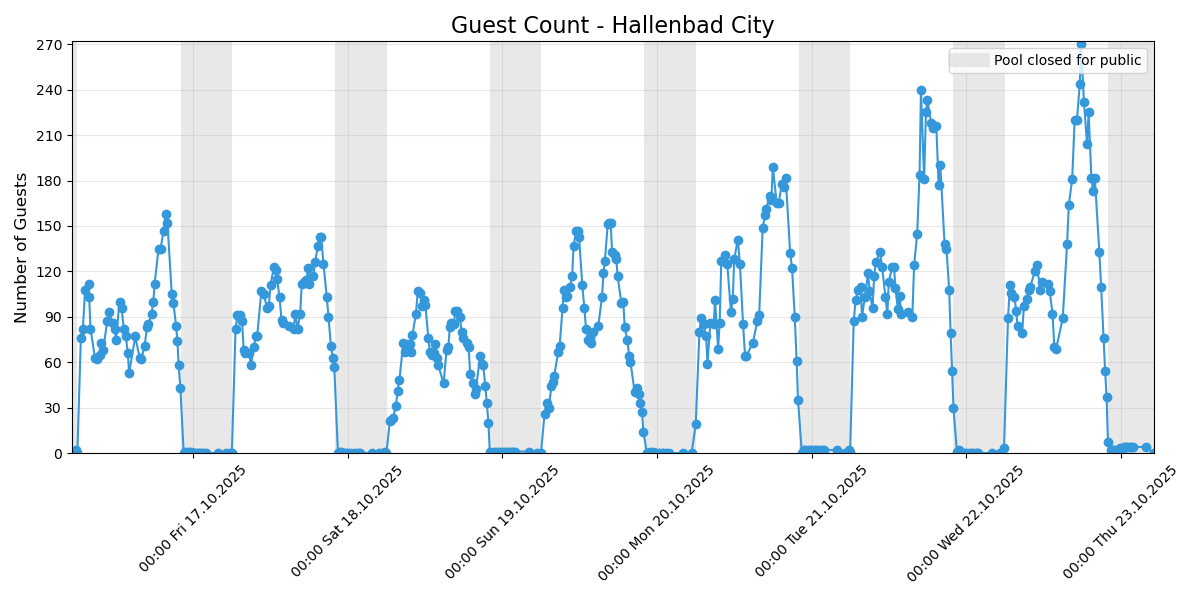 Guest Count - Hallenbad City
Pool closed for public
Number of Guests
270
240
210
180
150
120
90
60
30
0
00:00 Fri 17.10.2025
00:00 Sat 18.10.2025
00:00 Sun 19.10.2025
00:00 Mon 20.10.2025
00:00 Tue 21.10.2025
00:00 Wed 22.10.2025
00:00 Thu 23.10.2025